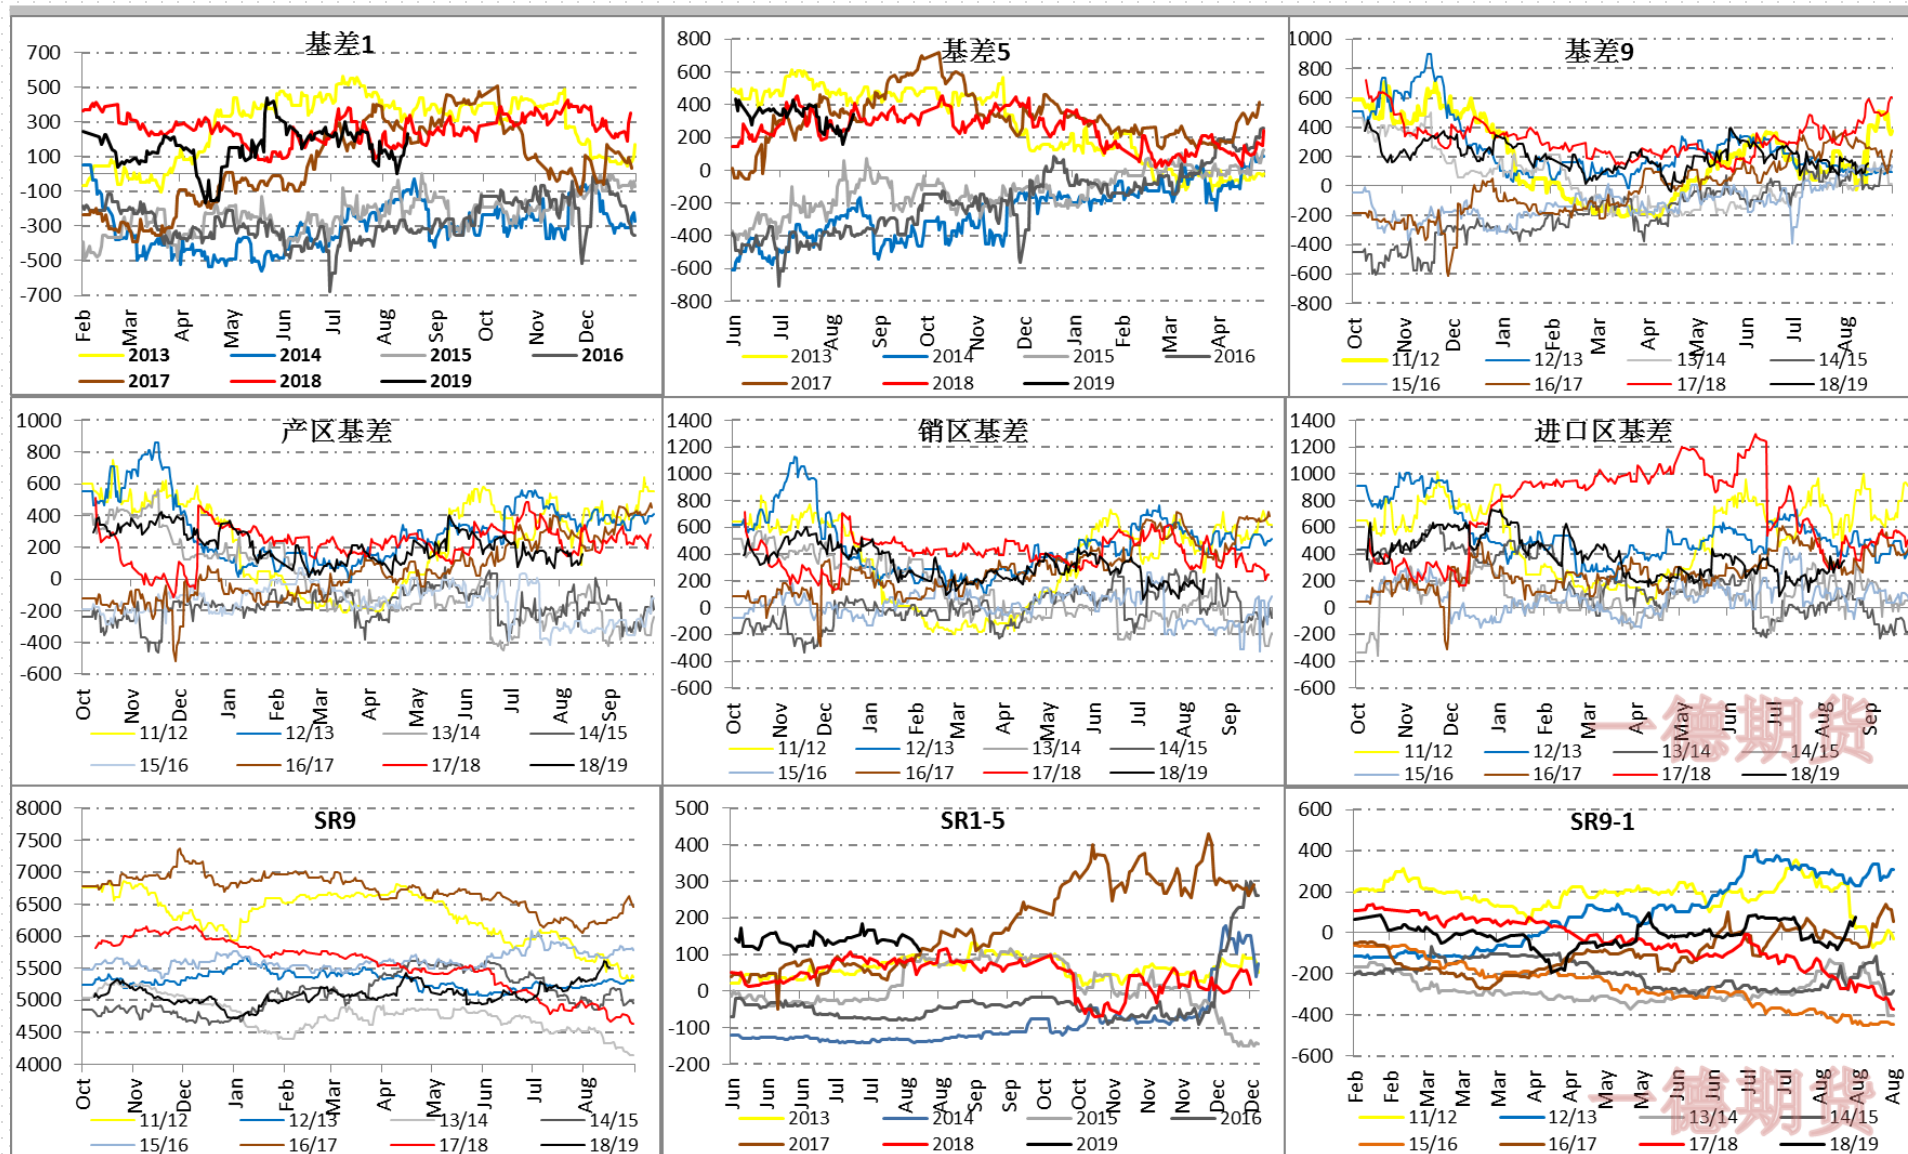 基差1
700
500
300
100
-100
-300
-500
-700
Feb Mar Apr May Jun Jul Aug Sep Oct Nov Dec
2013 2014 2015 2016
2017 2018 2019
基差5
800
600
400
200
0
-200
-400
-600
-800
Jun Jul Aug Sep Oct Nov Dec Jan Feb Mar Apr
2013 2014 2015 2016
2017 2018 2019
基差9
1000
800
600
400
200
0
-200
-400
-600
-800
Oct Nov Dec Jan Feb Mar Apr May Jun Jul Aug
11/12 12/13 13/14 14/15
15/16 16/17 17/18 18/19
产区基差
1000
800
600
400
200
0
-200
-400
-600
Oct Nov Dec Jan Feb Mar Apr May Jun Jul Aug Sep
11/12 12/13 13/14 14/15
15/16 16/17 17/18 18/19
销区基差
1400
1200
1000
800
600
400
200
0
-200
-400
-600
Oct Nov Dec Jan Feb Mar Apr May Jun Jul Aug Sep
11/12 12/13 13/14 14/15
15/16 16/17 17/18 18/19
进口区基差
1400
1200
1000
800
600
400
200
0
-200
-400
-600
Oct Nov Dec Jan Feb Mar Apr May Jun Jul Aug Sep
11/12 12/13 13/14 14/15
15/16 16/17 17/18 18/19
一德期货
SR9
8000
7500
7000
6500
6000
5500
5000
4500
4000
Oct Nov Dec Jan Feb Mar Apr May Jun Jul Aug
11/12 12/13 13/14 14/15
15/16 16/17 17/18 18/19
SR1-5
500
400
300
200
100
0
-100
-200
Jun Jun Jul Jul Aug Aug Sep Sep Oct Oct Nov Nov Nov Dec Dec
2013 2014 2015 2016
2017 2018 2019
SR9-1
600
400
200
0
-200
-400
-600
Feb Feb Mar Mar Mar Apr Apr May May Jun Jun Jul Jul Aug Aug Aug
11/12 12/13 13/14 14/15
15/16 16/17 17/18 18/19
一德期货